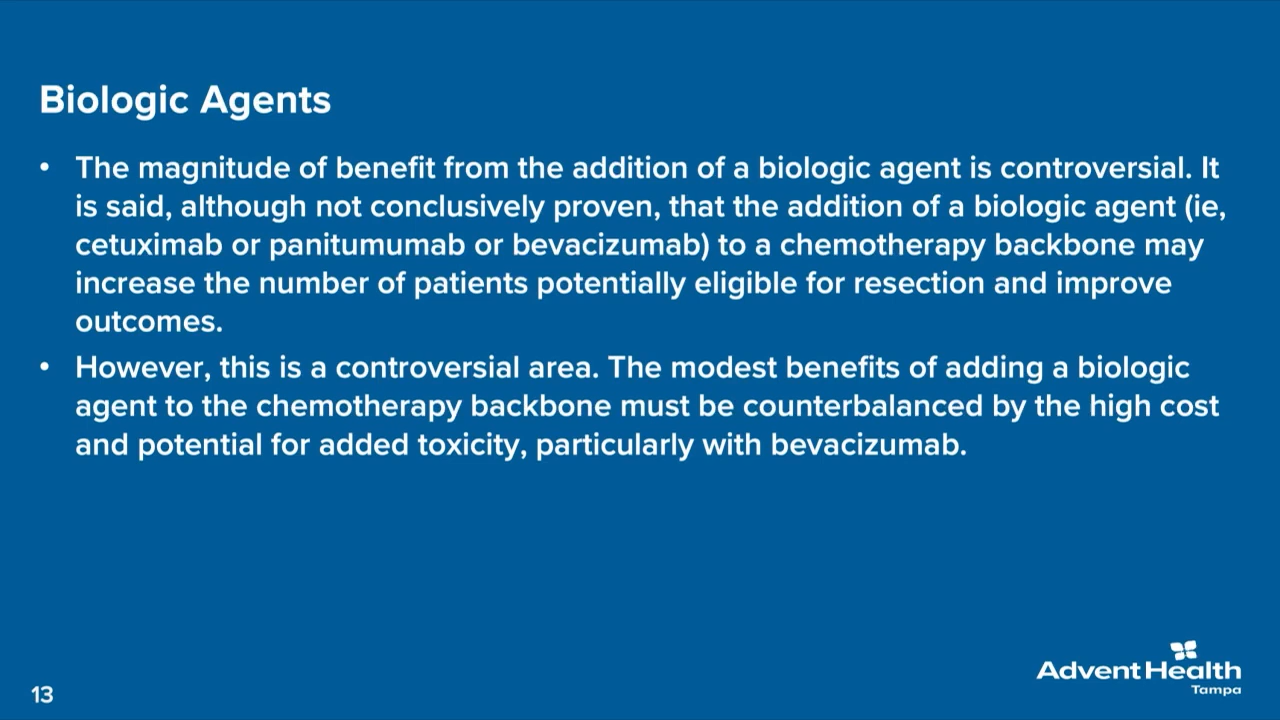 Biologic Agents
• The magnitude of benefit from the addition of a biologic agent is controversial. It
is said, although not conclusively proven, that the addition of a biologic agent (ie,
cetuximab or panitumumab or bevacizumab) to a chemotherapy backbone may
increase the number of patients potentially eligible for resection and improve
outcomes.
• However, this is a controversial area. The modest benefits of adding a biologic
agent to the chemotherapy backbone must be counterbalanced by the high cost
and potential for added toxicity, particularly with bevacizumab.
AdventHealth
Tampa
13